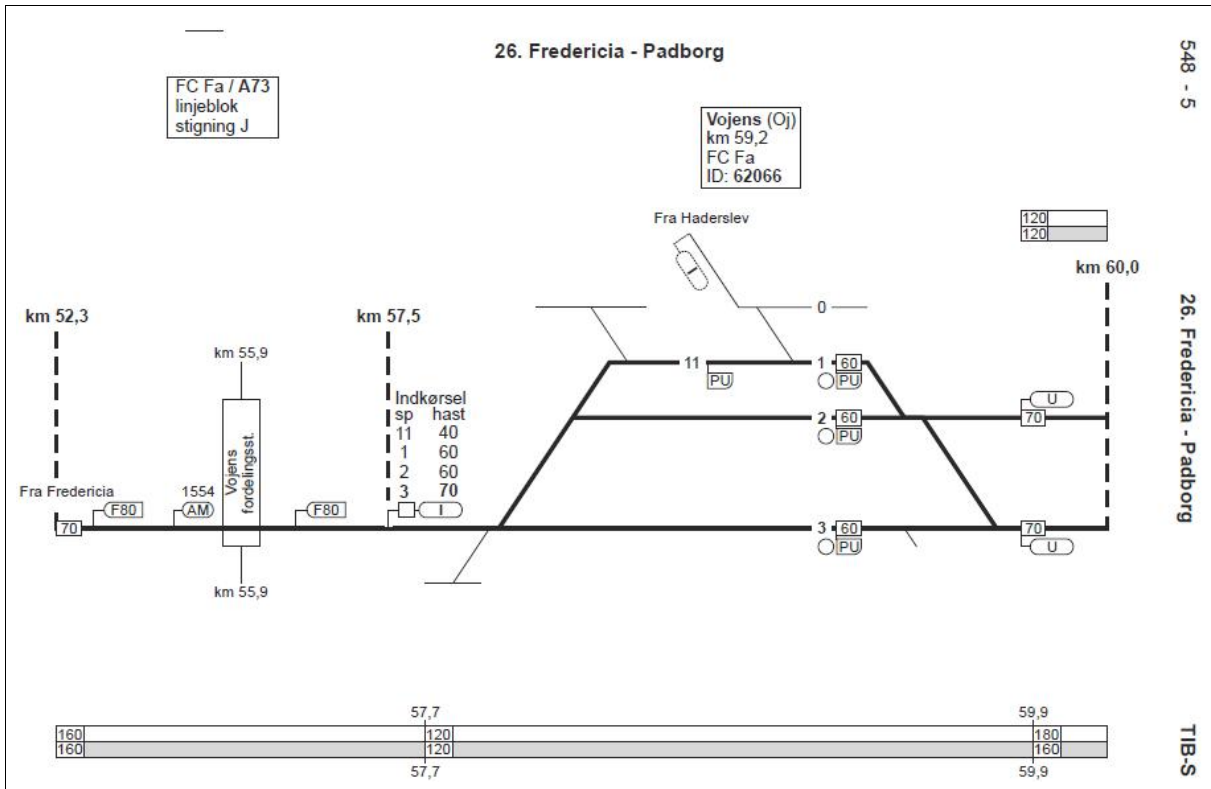 26. Fredericia - Padborg
548 - 5
FC Fa / A73
linjeblok
stigning J
Vojens (Oj)
km 59,2
FC Fa
ID: 62066
Fra Haderslev
I
120
120
km 60,0
km 52,3
km 57,5
0
km 55,9
11
1 60
PU
PU
Indkørsel
sp hast
11 40
1 60
2 60
3 70
U
2 60
70
PU
Vojens
fordelingsst.
Fra Fredericia
1554
F80
AM
F80
I
70
3 60
70
PU
U
km 55,9
26. Fredericia - Padborg
57,7
59,9
160
120
180
160
120
160
57,7
59,9
TIB-S